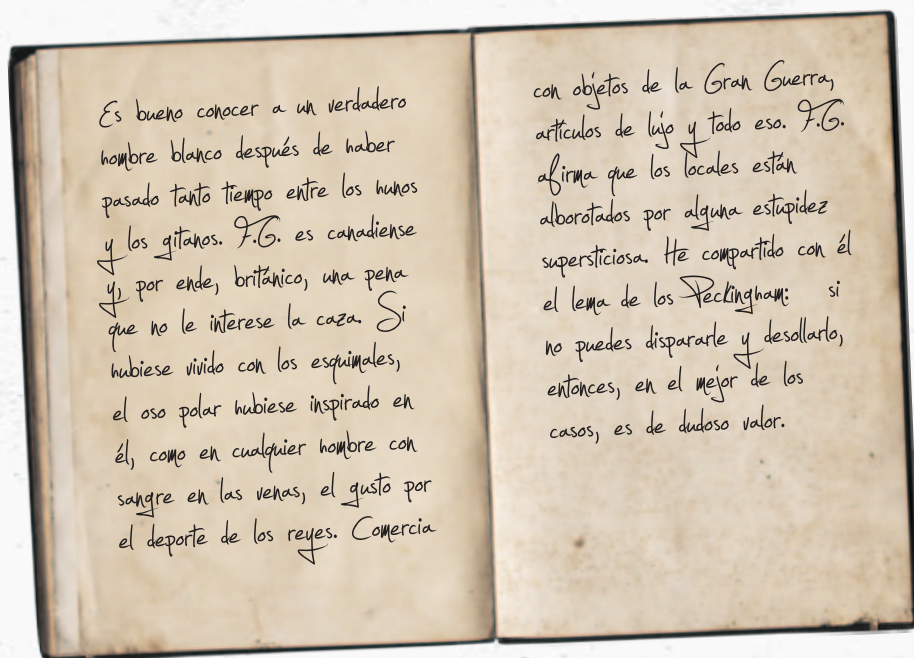 Es bueno conocer a un verdadero
hombre blanco después de haber
pasado tanto tiempo entre los hunos
y los gitanos. F.G. es canadiense
y, por ende, británico, una pena
que no le interese la caza. Si
hubiese vivido con los esquimales,
el oso polar hubiese inspirado en
él, como en cualquier hombre con
sangre en las venas, el gusto por
el deporte de los reyes. Comercia
con objetos de la Gran Guerra,
artículos de lujo y todo eso. F.G.
afirma que los locales están
alborotados por alguna estupidez
supersticiosa. He compartido con él
el lema de los Peckingham: si
no puedes dispararle y desollarlo,
entonces, en el mejor de los
casos, es de dudoso valor.